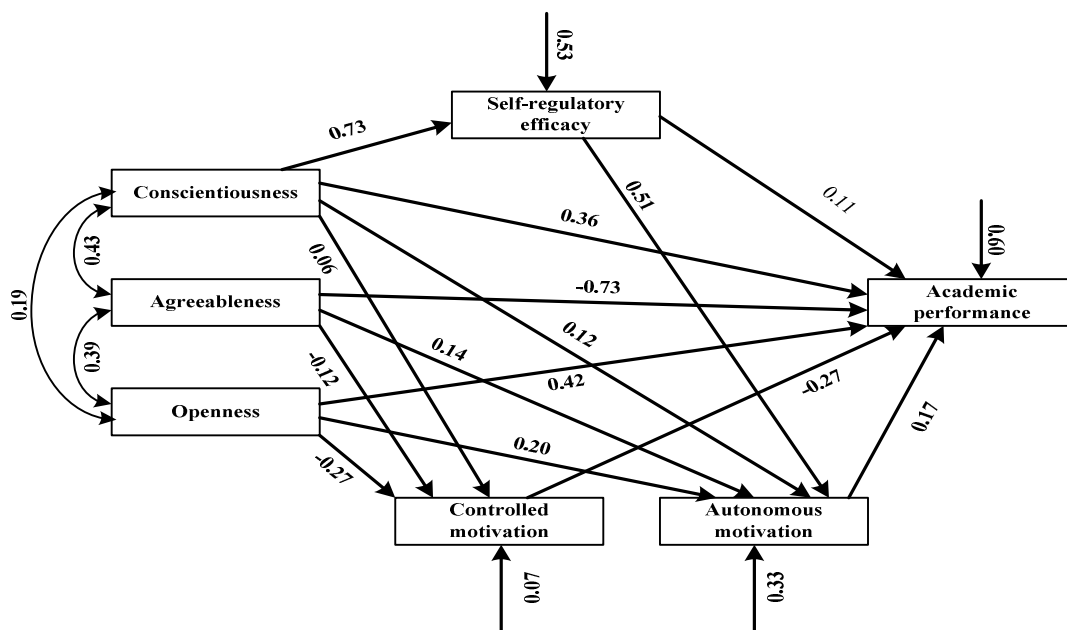 0.53
Self-regulatory
efficacy
0.73
Conscientiousness
0.51
0.11
0.36
0.60
0.43
0.06
Agreeableness
-0.73
Academic
performance
0.19
0.12
0.14
0.39
-0.12
0.42
-0.27
Openness
0.20
0.17
-0.27
Controlled
motivation
Autonomous
motivation
0.07
0.33